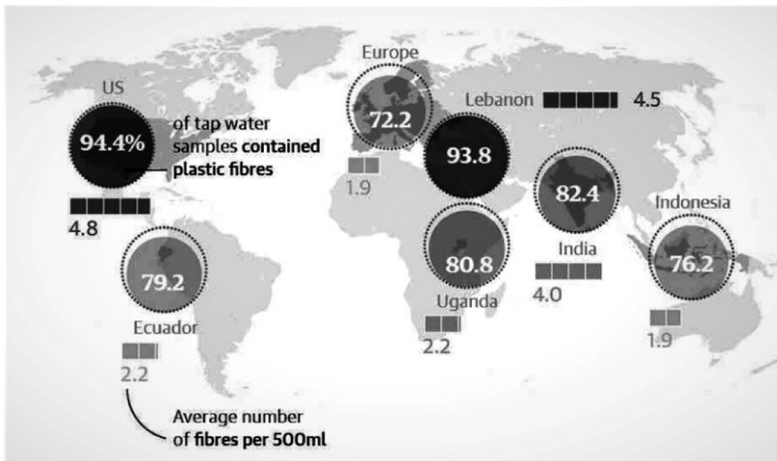 US
94.4%
of tap water
samples contained
plastic fibres
4.8
Europe
72.2
1.9
Lebanon
4.5
93.8
82.4
India
4.0
Indonesia
76.2
1.9
80.8
Uganda
2.2
79.2
Ecuador
2.2
Average number
of fibres per 500ml